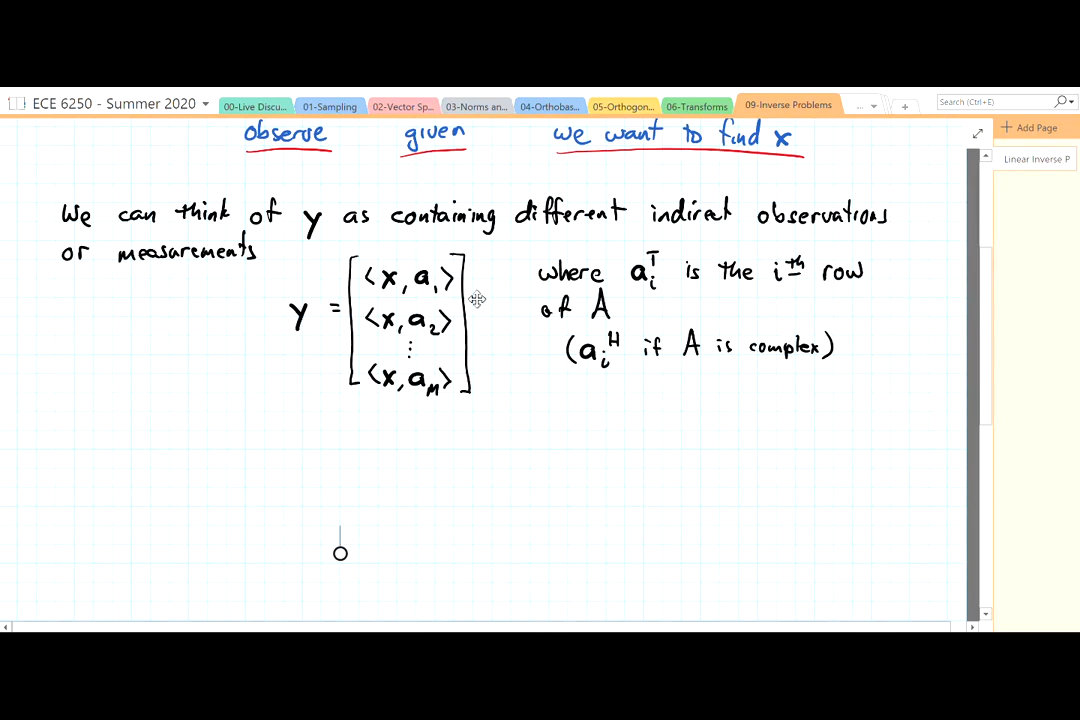 ECE 6250 - Summer 2020
00-Live Discu...
01-Sampling
02-Vector Sp...
03-Norms an...
04-Orthobas...
05-Orthogon...
06-Transforms
09-Inverse Problems
...
Search (Ctrl+E)
Add Page
Linear Inverse P
observe given we want to find x
We can think of y as containing different indirect observations
or measurements
y = [⟨x, a₁⟩
⟨x, a₂⟩
⋮
⟨x, a_M⟩]
where aᵢᵀ is the i th row
of A
(aᵢᴴ if A is complex)